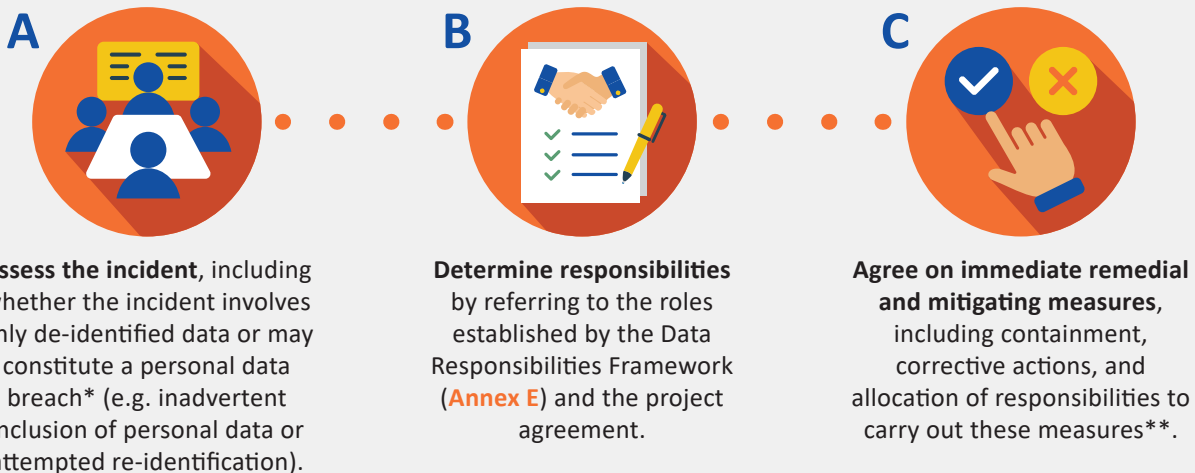 A
B
C
ssess the incident, including
hether the incident involves
nly de-identified data or may
constitute a personal data
breach* (e.g. inadvertent
nclusion of personal data or
ttempted re-identification).
Determine responsibilities
by referring to the roles
established by the Data
Responsibilities Framework
(Annex E) and the project
agreement.
Agree on immediate remedial
and mitigating measures,
including containment,
corrective actions, and
allocation of responsibilities to
carry out these measures**.